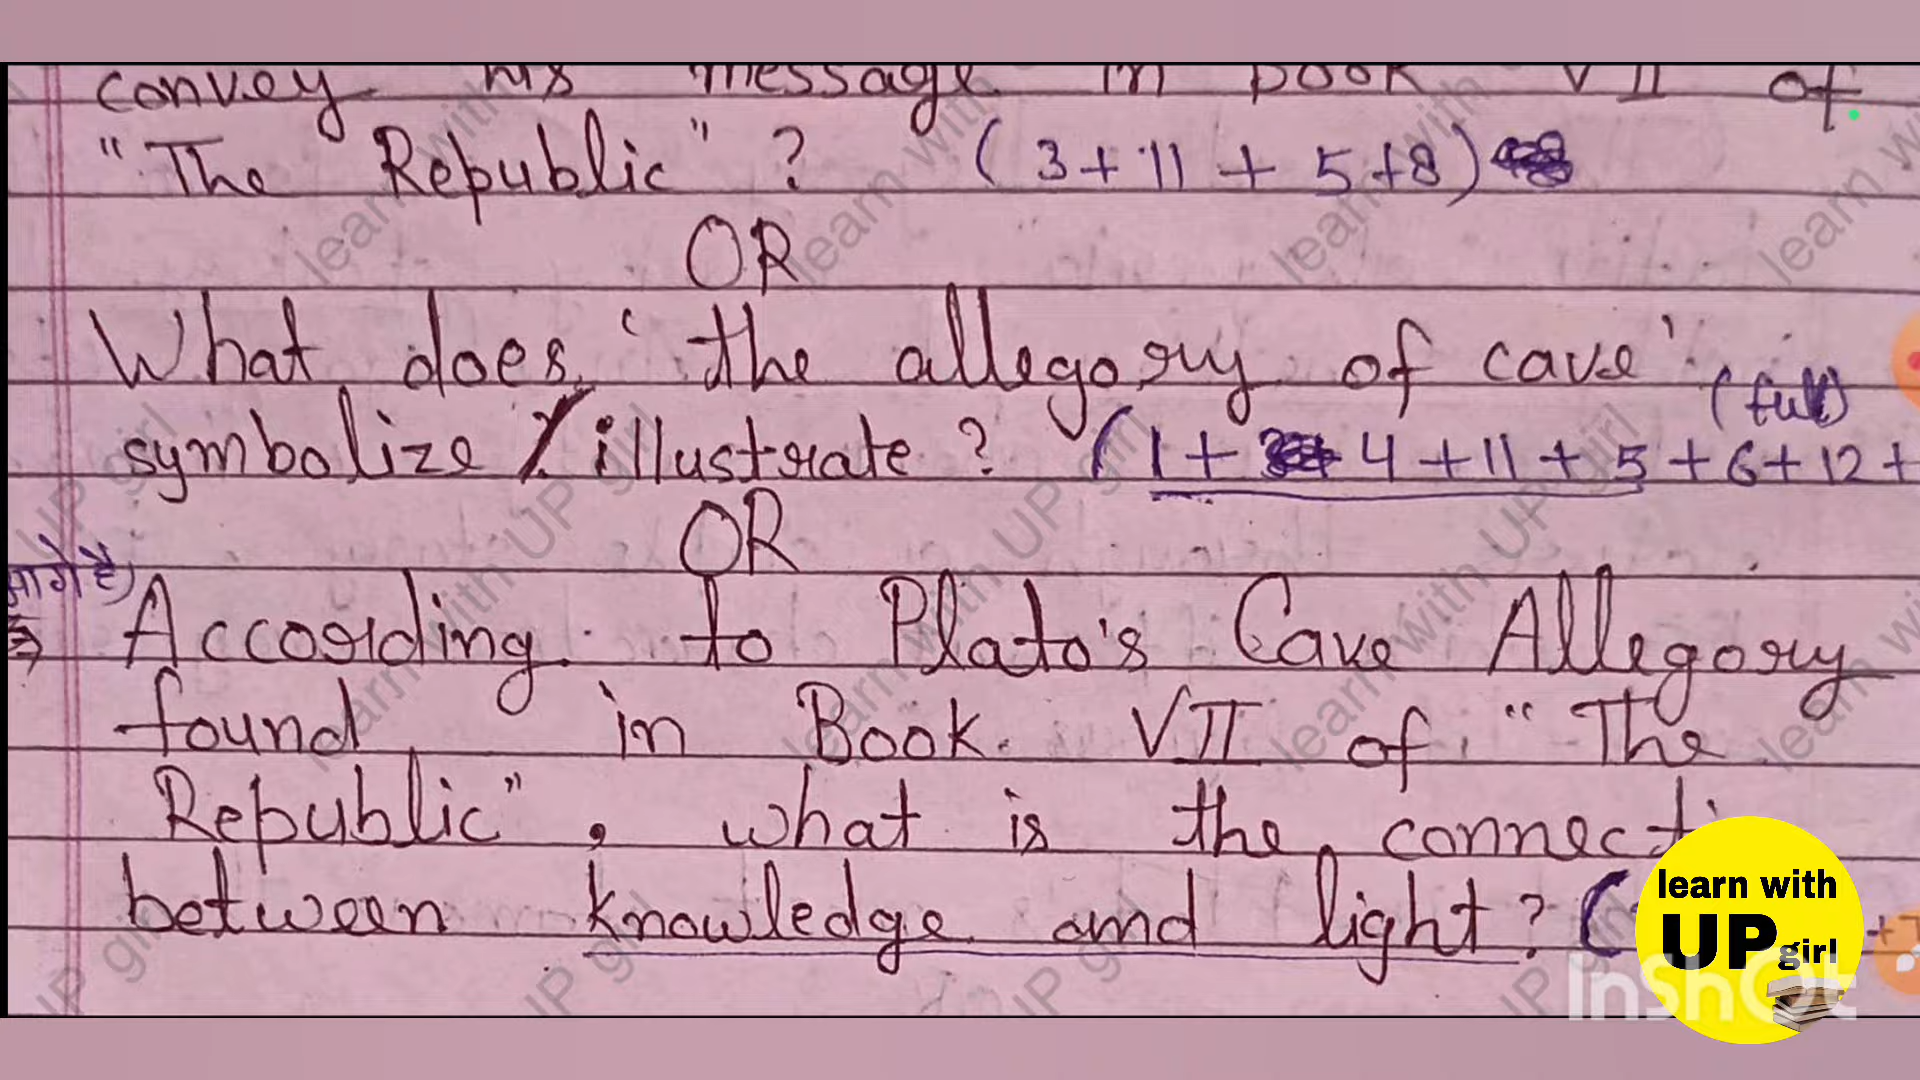 convey his message in book VII of
"The Republic" ? (3+11 + 5+8)
OR
What does 'the allegory of cave'
(full)
symbolize / illustrate ? (1+ 4 +11 + 5 +6+12+
OR
आगे है)
According to Plato's Cave Allegory
found in Book VII of "The
Republic", what is the connecti
between knowledge and light? (
learn with
UP girl
InShOt